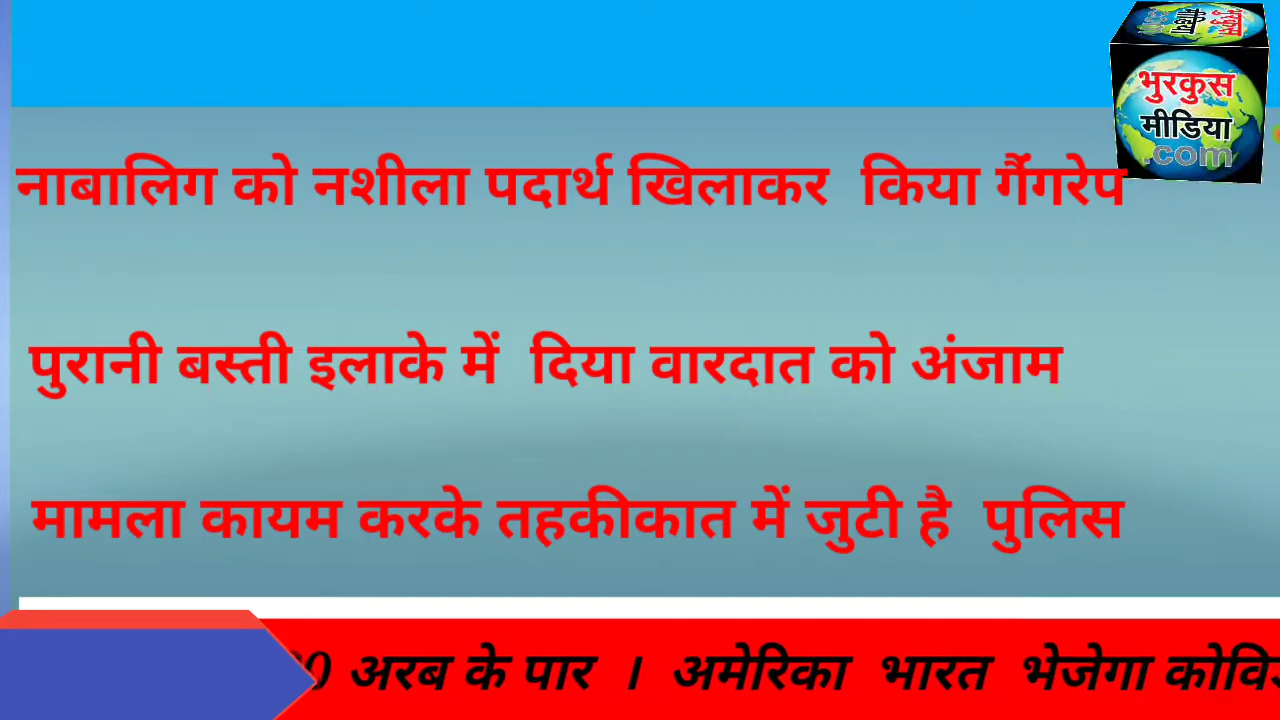 भुरकुस
मीडिया
.com
नाबालिग को नशीला पदार्थ खिलाकर किया गैंगरेप
पुरानी बस्ती इलाके में दिया वारदात को अंजाम
मामला कायम करके तहकीकात में जुटी है पुलिस
अरब के पार । अमेरिका भारत भेजेगा